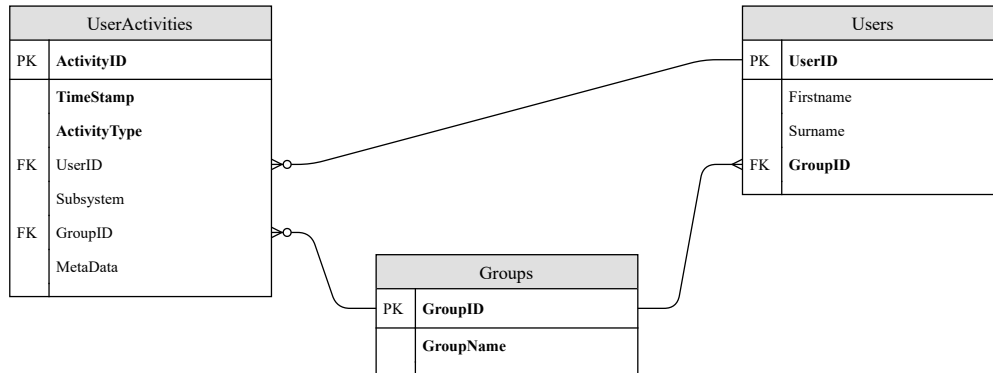 UserActivities
PK ActivityID
TimeStamp
ActivityType
FK UserID
Subsystem
FK GroupID
MetaData
Users
PK UserID
Firstname
Surname
FK GroupID
Groups
PK GroupID
GroupName